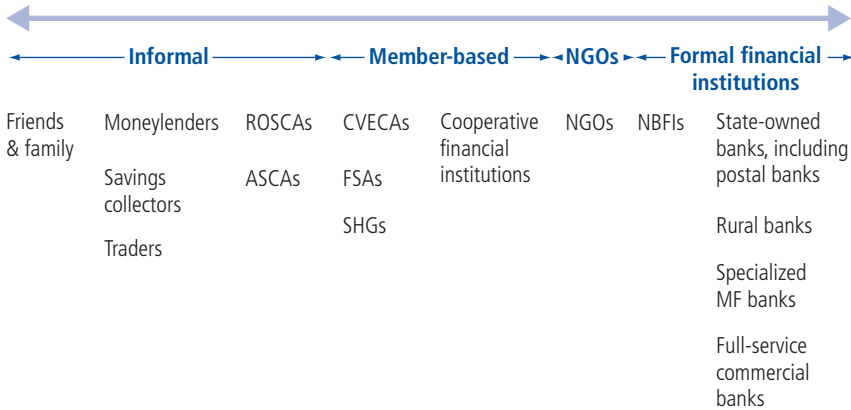 Informal
Member-based
NGOs
Formal financial
institutions
Friends
& family
Moneylenders
Savings
collectors
Traders
ROSCAs
ASCAs
CVECAs
FSAs
SHGs
Cooperative
financial
institutions
NGOs
NBFIs
State-owned
banks, including
postal banks
Rural banks
Specialized
MF banks
Full-service
commercial
banks